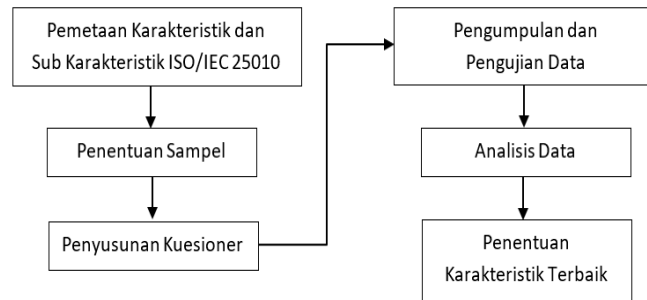 Pemetaan Karakteristik dan
Sub Karakteristik ISO/IEC 25010
Penentuan Sampel
Penyusunan Kuesioner
Pengumpulan dan
Pengujian Data
Analisis Data
Penentuan
Karakteristik Terbaik